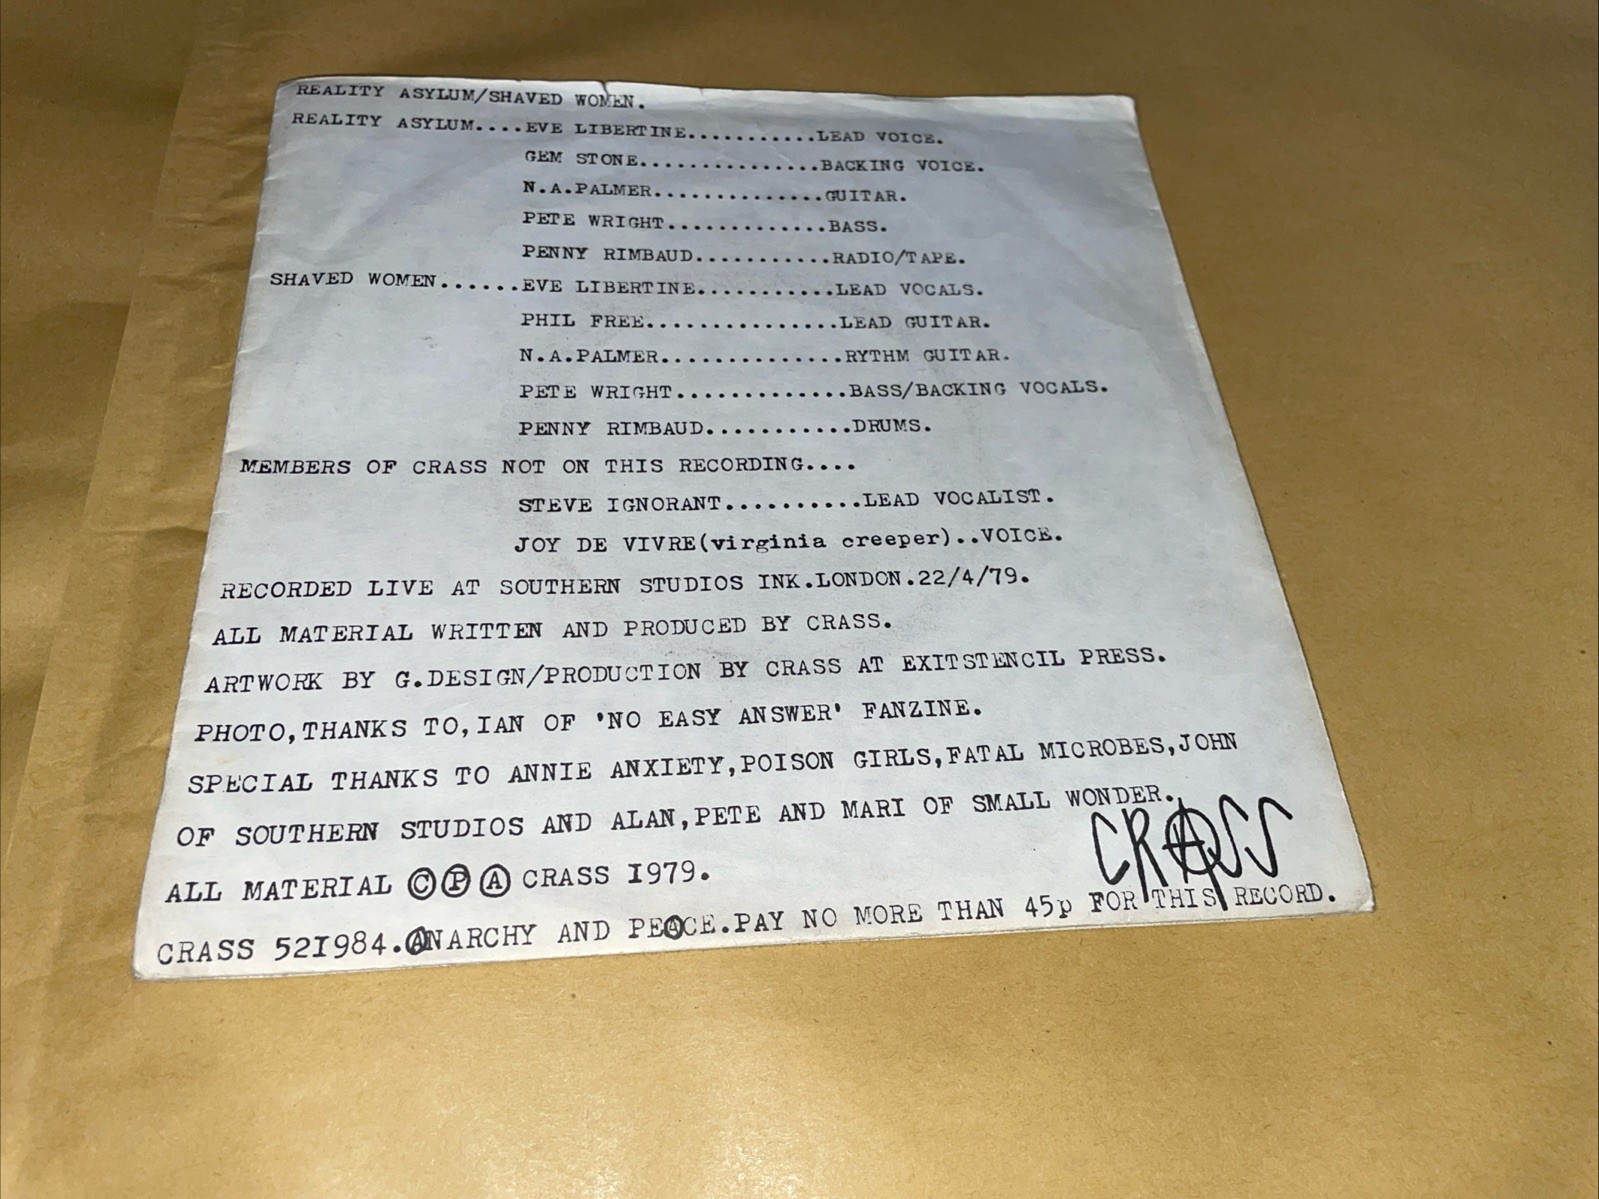 REALITY ASYLUM/SHAVED WOMEN.
REALITY ASYLUM....EVE LIBERTINE...........LEAD VOICE.
GEM STONE...............BACKING VOICE.
N.A.PALMER..............GUITAR.
PETE WRIGHT.............BASS.
PENNY RIMBAUD...........RADIO/TAPE.
SHAVED WOMEN......EVE LIBERTINE...........LEAD VOCALS.
PHIL FREE...............LEAD GUITAR.
N.A.PALMER..............RYTHM GUITAR.
PETE WRIGHT.............BASS/BACKING VOCALS.
PENNY RIMBAUD...........DRUMS.
MEMBERS OF CRASS NOT ON THIS RECORDING....
STEVE IGNORANT..........LEAD VOCALIST.
JOY DE VIVRE(virginia creeper)..VOICE.
RECORDED LIVE AT SOUTHERN STUDIOS INK.LONDON.22/4/79.
ALL MATERIAL WRITTEN AND PRODUCED BY CRASS.
ARTWORK BY G.DESIGN/PRODUCTION BY CRASS AT EXITSTENCIL PRESS.
PHOTO,THANKS TO,IAN OF 'NO EASY ANSWER' FANZINE.
SPECIAL THANKS TO ANNIE ANXIETY,POISON GIRLS,FATAL MICROBES,JOHN
OF SOUTHERN STUDIOS AND ALAN,PETE AND MARI OF SMALL WONDER.
CRASS
ALL MATERIAL ⓒⓅⒶ CRASS I979.
CRASS 52I984.ⒶNARCHY AND PEⒶCE.PAY NO MORE THAN 45p FOR THIS RECORD.